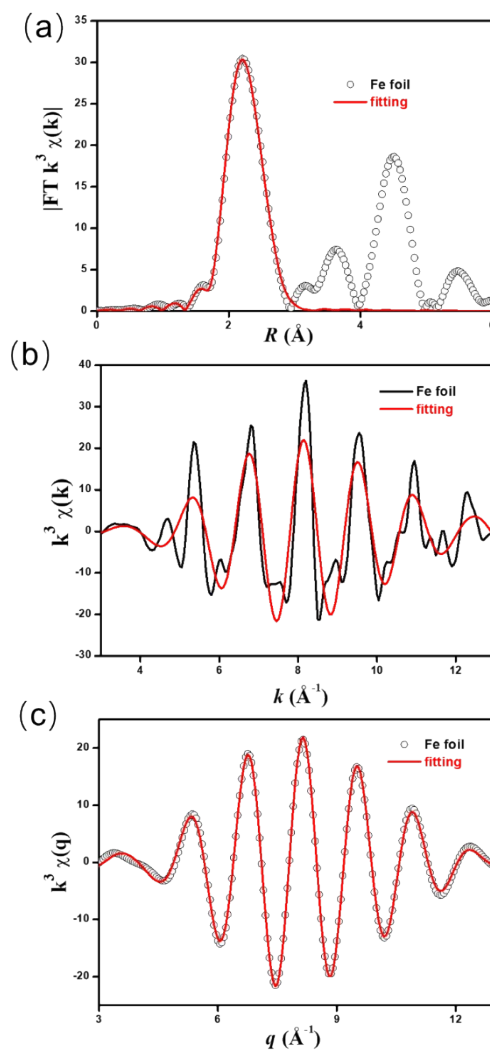 (a)
35
30
25
20
15
10
5
0
0 2 4 6
|FT k³ χ(k)|
R (Å)
Fe foil
fitting
(b)
40
30
20
10
0
-10
-20
-30
4 6 8 10 12
k³ χ(k)
k (Å⁻¹)
Fe foil
fitting
(c)
20
10
0
-10
-20
3 6 9 12
k³ χ(q)
q (Å⁻¹)
Fe foil
fitting